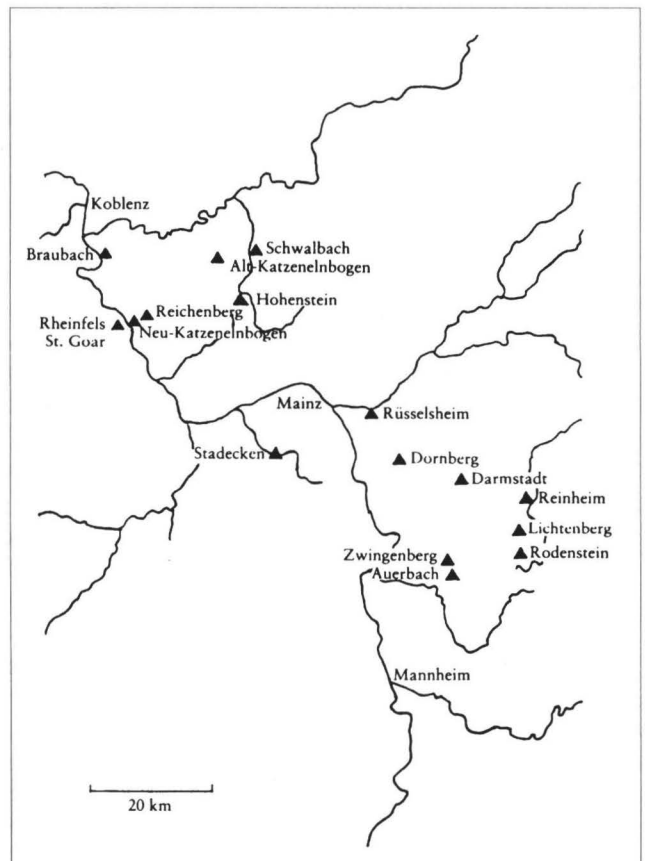 Koblenz
Braubach
Schwalbach
Alt-Katzenelnbogen
Hohenstein
Reichenberg
Rheinfels
St. Goar
Neu-Katzenelnbogen
Mainz
Rüsselsheim
Stadecken
Dornberg
Darmstadt
Reinheim
Lichtenberg
Zwingenberg
Rodenstein
Auerbach
Mannheim
20 km